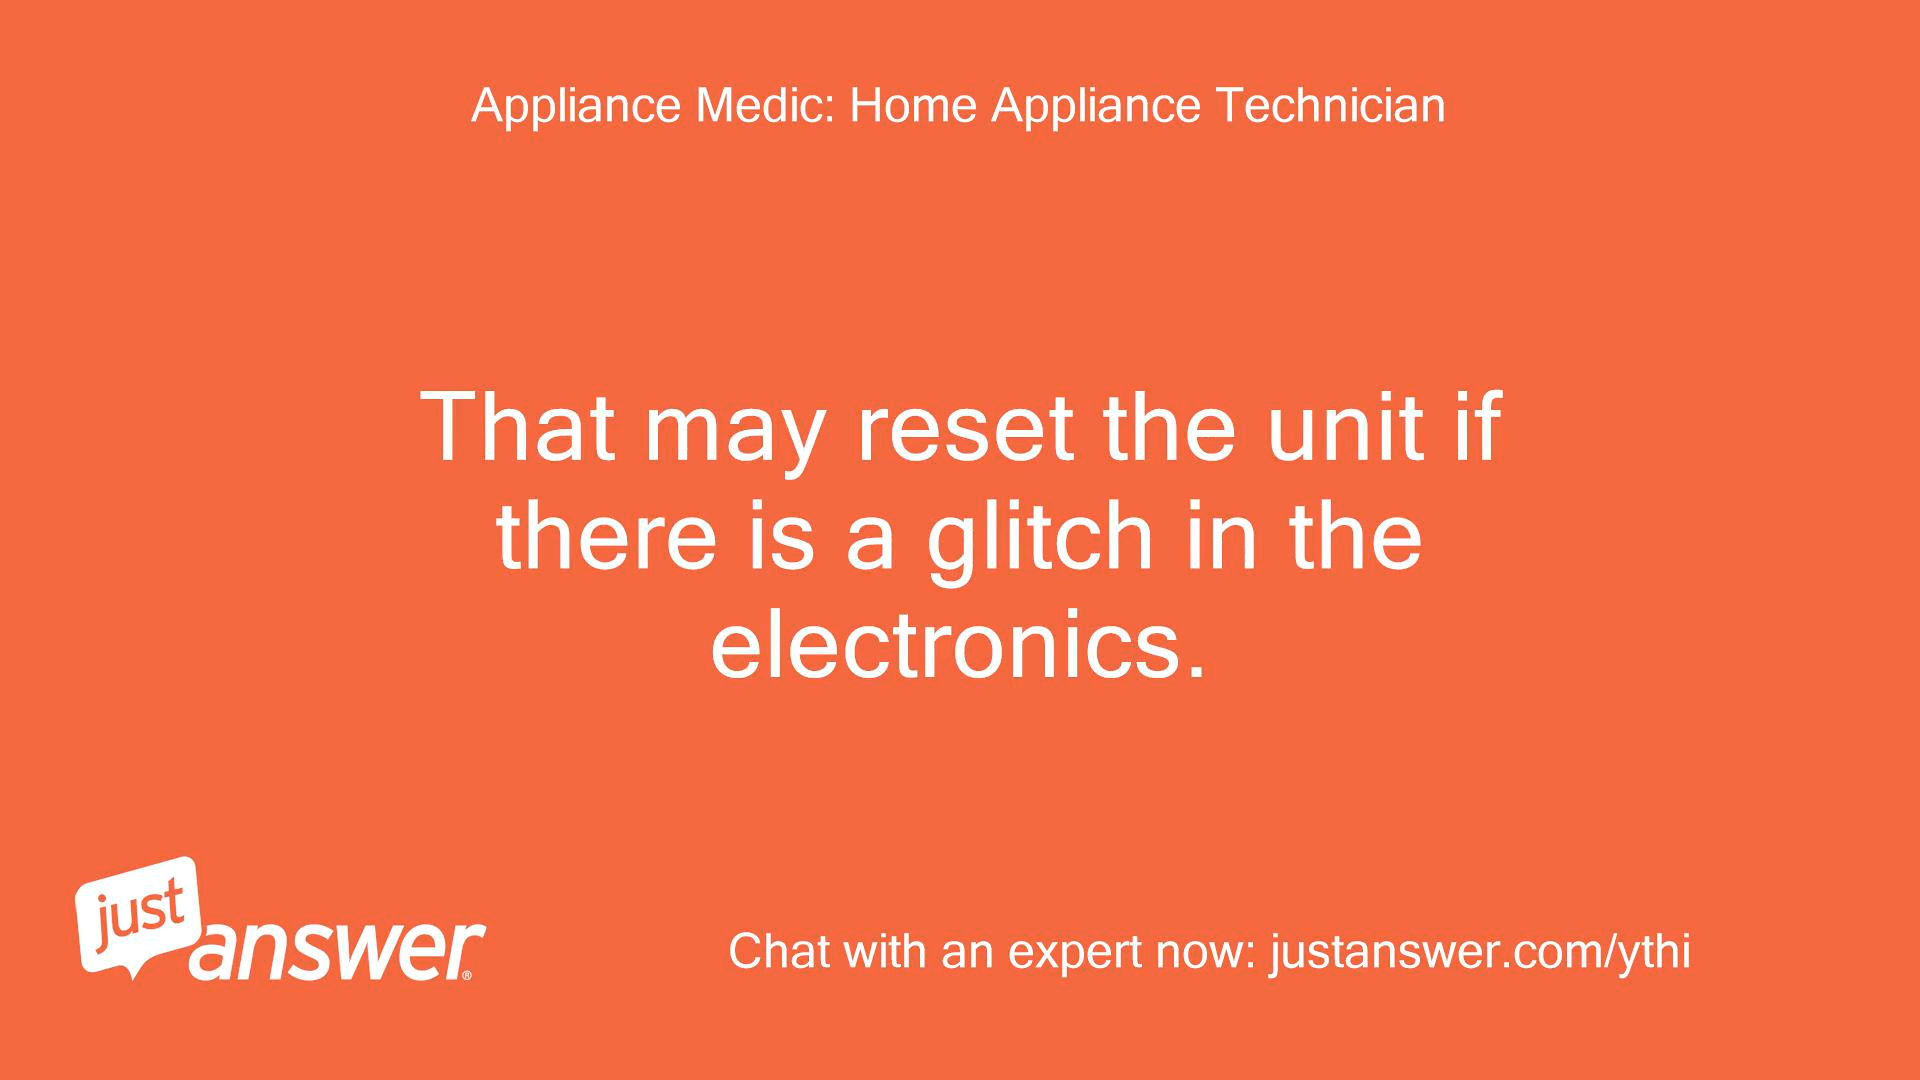 Appliance Medic: Home Appliance Technician
That may reset the unit if
there is a glitch in the
electronics.
just
answer®
Chat with an expert now: justanswer.com/ythi